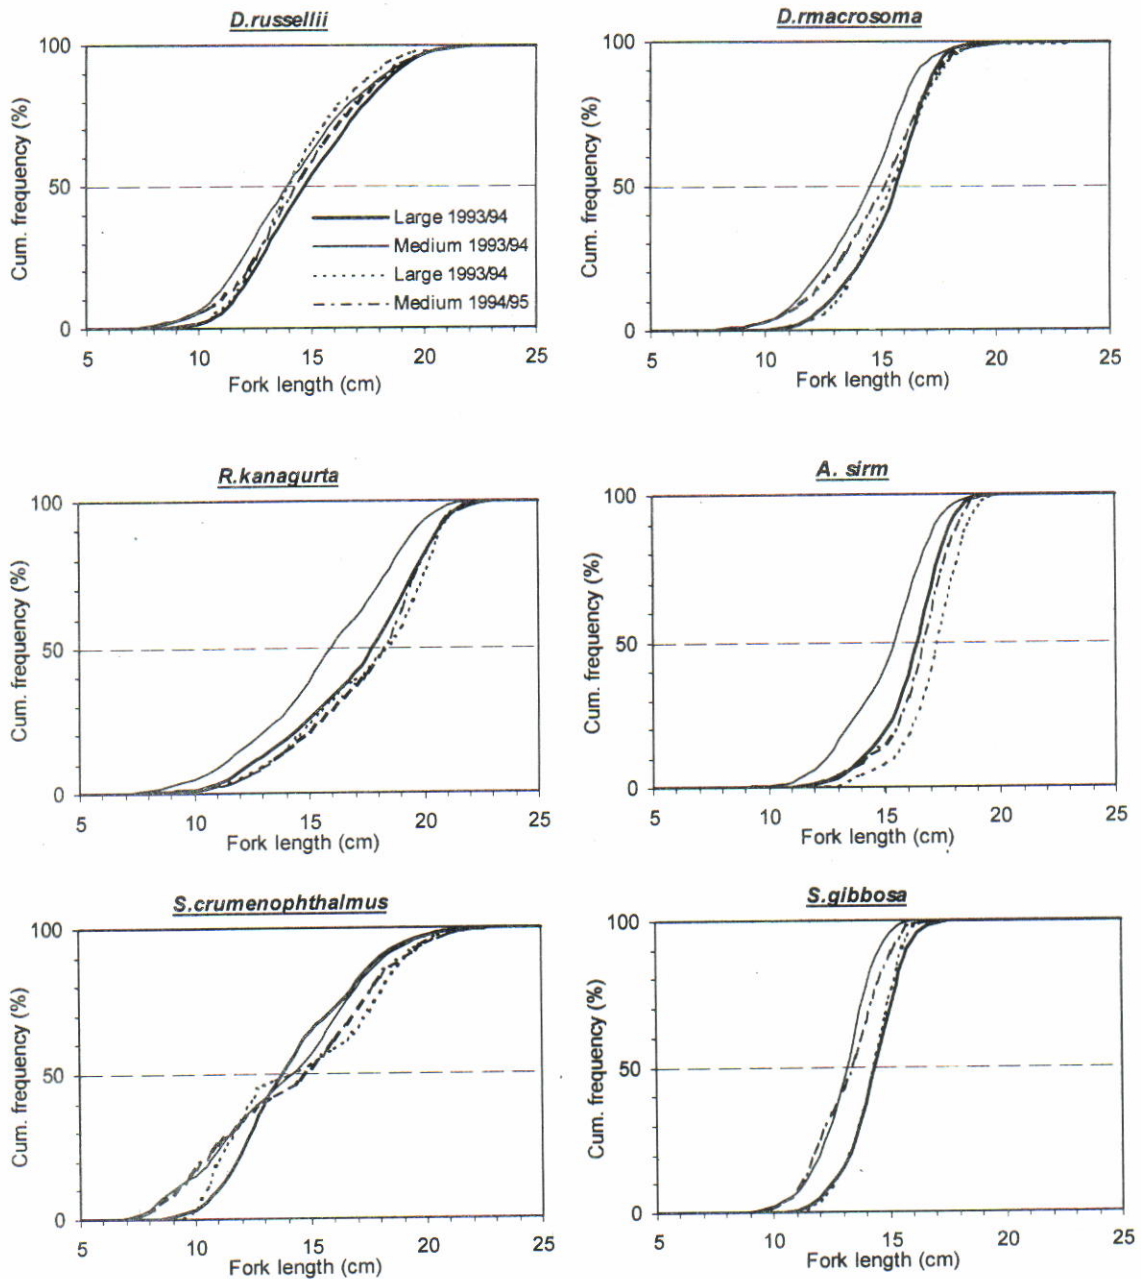 D.russellii
100
50
0
Cum. frequency (%)
Large 1993/94
Medium 1993/94
Large 1993/94
Medium 1994/95
5 10 15 20 25
Fork length (cm)
D.rmacrosoma
100
50
0
Cum. frequency (%)
5 10 15 20 25
Fork length (cm)
R.kanagurta
100
50
0
Cum. frequency (%)
5 10 15 20 25
Fork length (cm)
A. sirm
100
50
0
Cum. frequency (%)
5 10 15 20 25
Fork length (cm)
S.crumenophthalmus
100
50
0
Cum. frequency (%)
5 10 15 20 25
Fork length (cm)
S.gibbosa
100
50
0
Cum. frequency (%)
5 10 15 20 25
Fork length (cm)